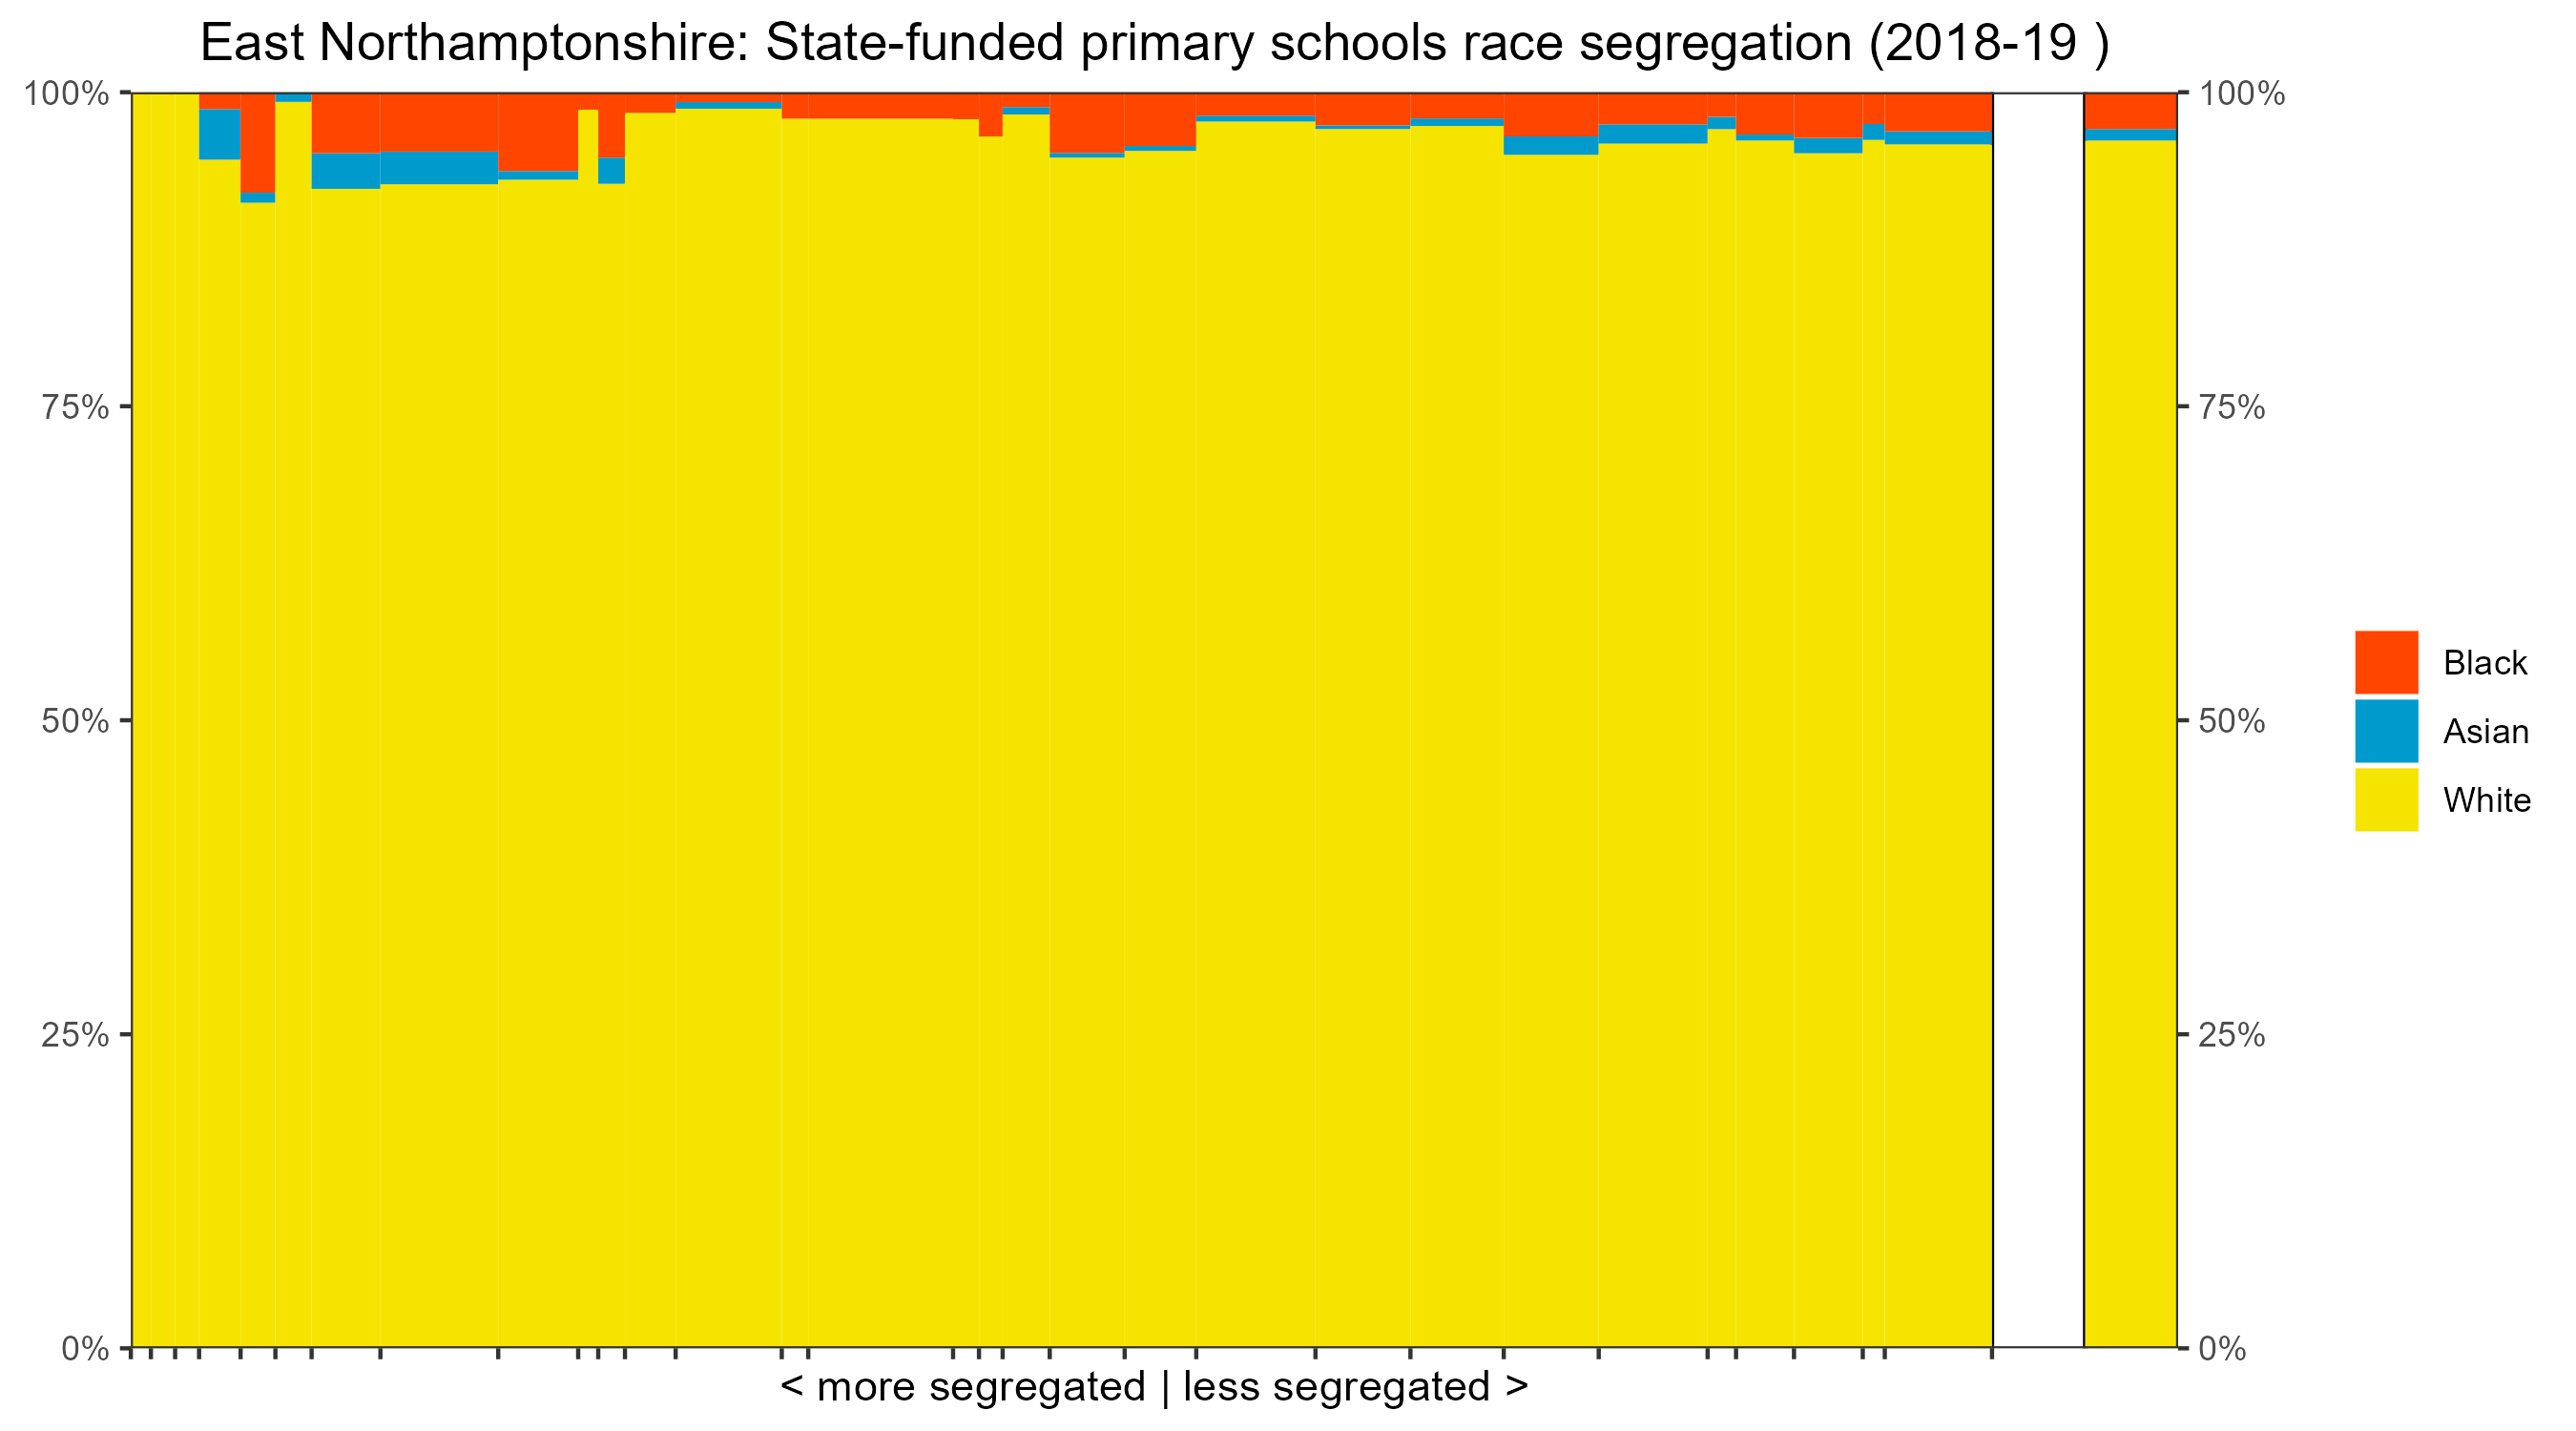 East Northamptonshire: State-funded primary schools race segregation (2018-19 )
100%
75%
50%
25%
0%
100%
75%
50%
25%
0%
Black
Asian
White
< more segregated | less segregated >